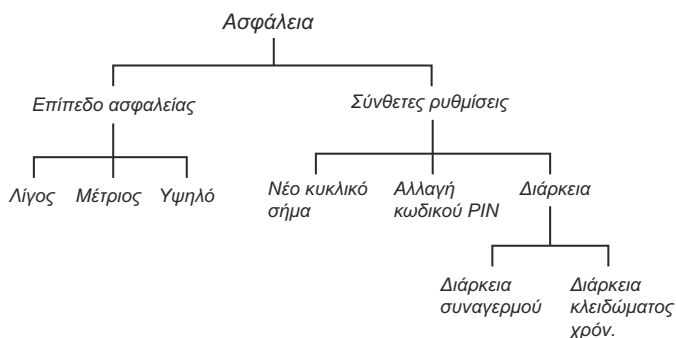 Ασφάλεια
Επίπεδο ασφαλείας
Σύνθετες ρυθμίσεις
Λίγος
Μέτριος
Υψηλό
Νέο κυκλικό
σήμα
Αλλαγή
κωδικού PIN
Διάρκεια
Διάρκεια
συναγερμού
Διάρκεια
κλειδώματος
χρόν.